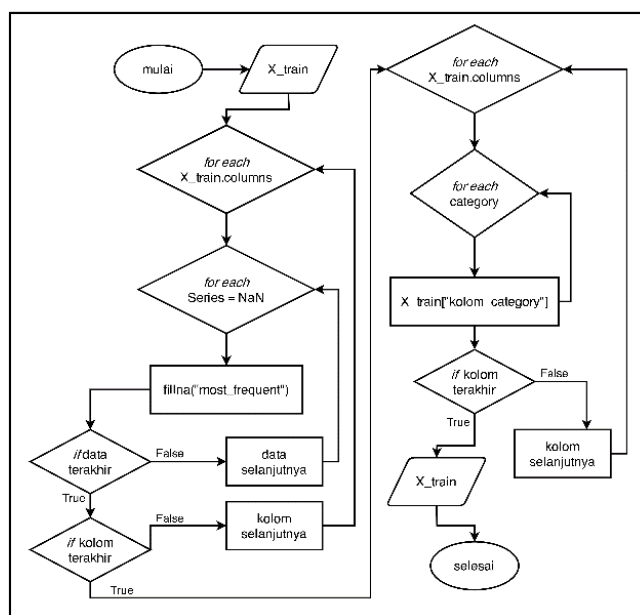 mulai
X_train
for each
X_train.columns
for each
Series = NaN
fillna("most_frequent")
if data
terakhir
False
data
selanjutnya
True
if kolom
terakhir
False
kolom
selanjutnya
True
for each
X_train.columns
for each
category
X_train["kolom_category"]
if kolom
terakhir
False
True
kolom
selanjutnya
X_train
selesai